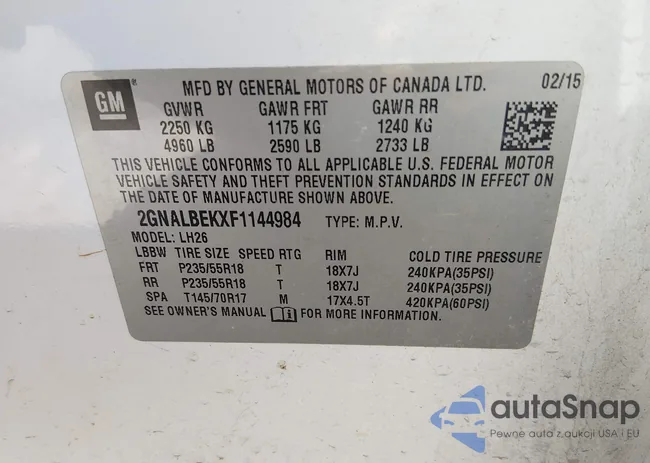 GM® MFD BY GENERAL MOTORS OF CANADA LTD. 02/15
GVWR GAWR FRT GAWR RR
2250 KG 1175 KG 1240 KG
4960 LB 2590 LB 2733 LB
THIS VEHICLE CONFORMS TO ALL APPLICABLE U.S. FEDERAL MOTOR
VEHICLE SAFETY AND THEFT PREVENTION STANDARDS IN EFFECT ON
THE DATE OF MANUFACTURE SHOWN ABOVE.
2GNALBEKXF1144984 TYPE: M.P.V.
MODEL: LH26
LBBW TIRE SIZE SPEED RTG RIM COLD TIRE PRESSURE
FRT P235/55R18 T 18X7J 240KPA(35PSI)
RR P235/55R18 T 18X7J 240KPA(35PSI)
SPA T145/70R17 M 17X4.5T 420KPA(60PSI)
SEE OWNER'S MANUAL FOR MORE INFORMATION.
autaSnap
Pewne auto z aukcji USA i EU